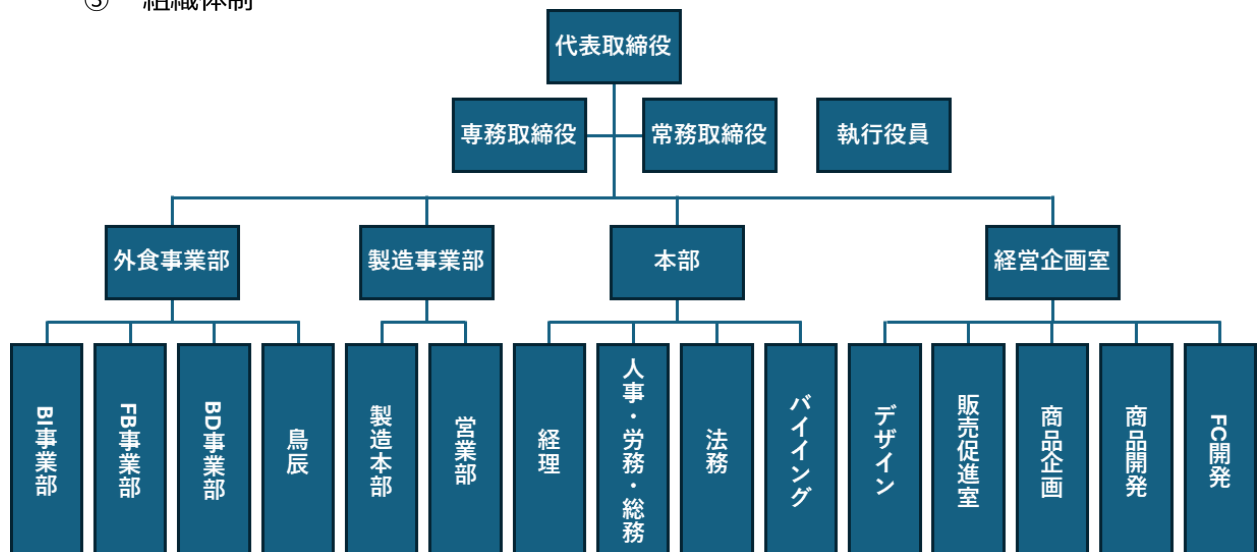 ③ 組織体制
代表取締役
専務取締役
常務取締役
執行役員
外食事業部
製造事業部
本部
経営企画室
BI事業部
FB事業部
BD事業部
鳥辰
製造本部
営業部
経理
人事・労務・総務
法務
バイイング
デザイン
販売促進室
商品企画
商品開発
FC開発